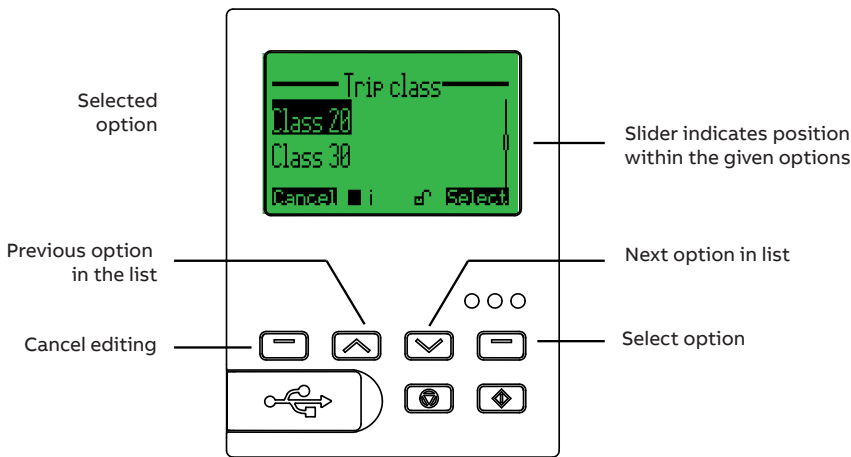 Trip class
Selected
option
Class 20
Class 30
Slider indicates position
within the given options
Cancel i Select
Previous option
in the list
Next option in list
Cancel editing
Select option